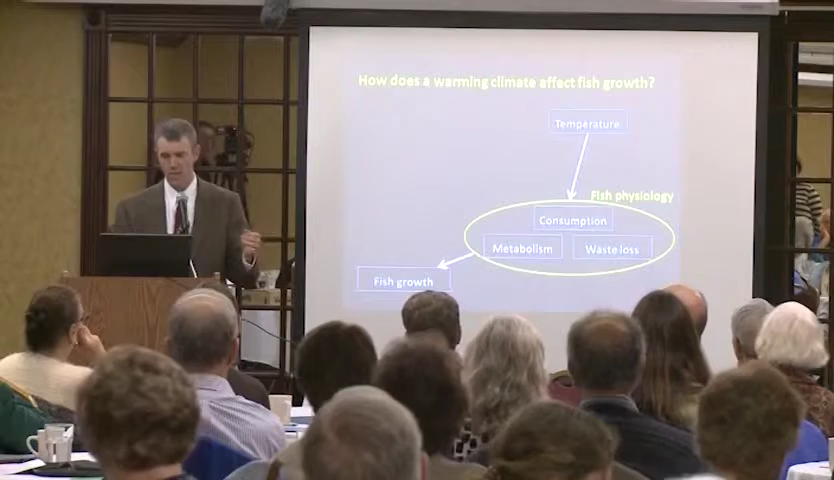 How does a warming climate affect fish growth?
Temperature
Fish physiology
Consumption
Metabolism
Waste loss
Fish growth